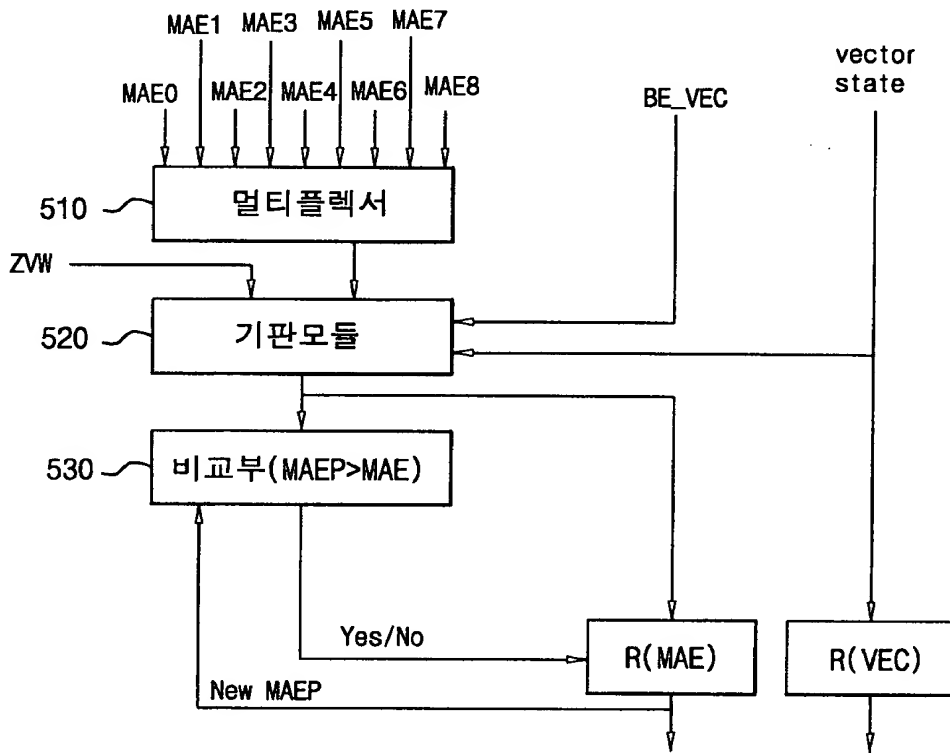 MAE1 MAE3 MAE5 MAE7
MAE0 MAE2 MAE4 MAE6 MAE8
BE_VEC
vector
state
510
멀티플렉서
ZVW
520
기판모듈
530
비교부(MAEP>MAE)
Yes/No
R(MAE)
R(VEC)
New MAEP